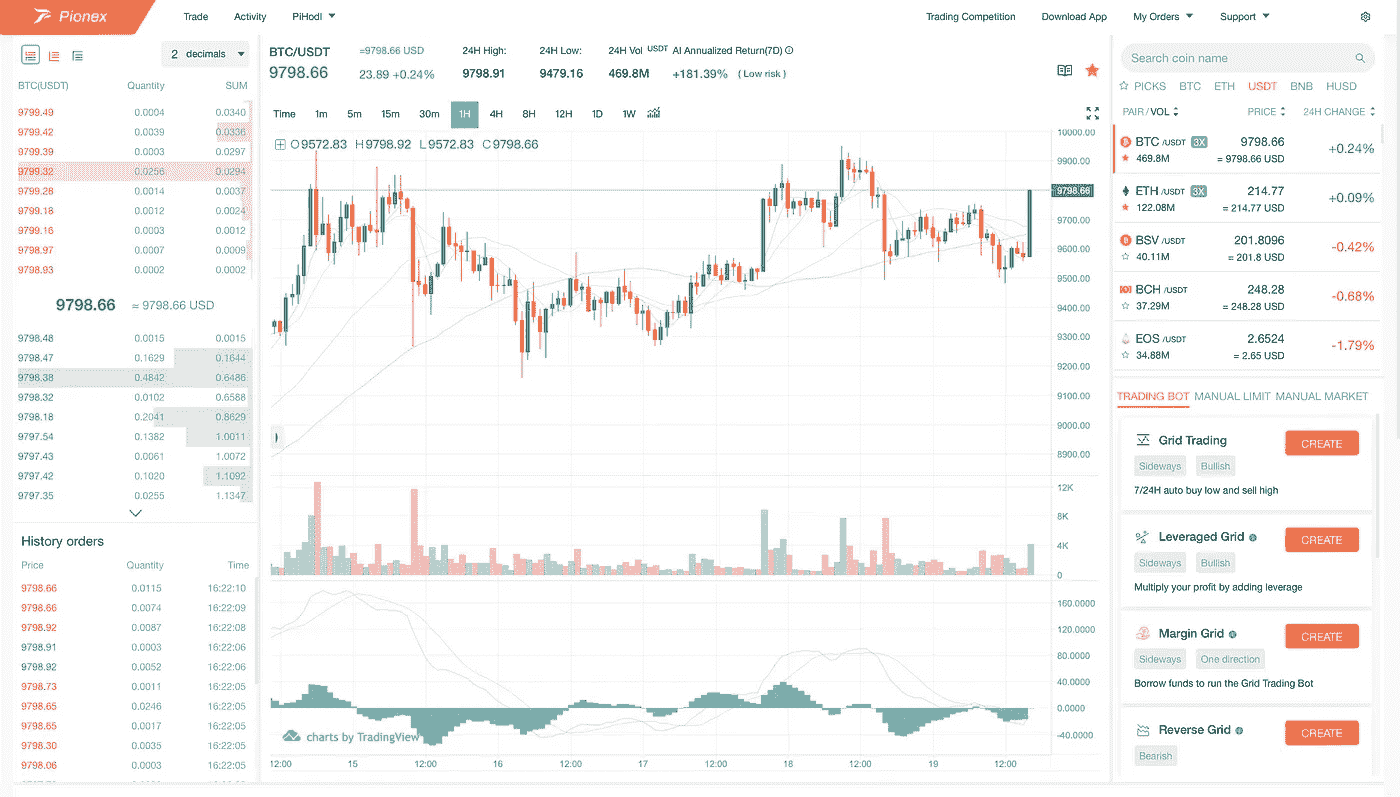 Pionex
Trade
Activity
PiHodl
Trading Competition
Download App
My Orders
Support
2 decimals
BTC(USDT) Quantity SUM
9799.49 0.0004 0.0340
9799.42 0.0039 0.0336
9799.39 0.0003 0.0297
9799.32 0.0256 0.0294
9799.28 0.0014 0.0037
9799.18 0.0012 0.0024
9799.16 0.0003 0.0012
9798.97 0.0007 0.0009
9798.93 0.0002 0.0002
9798.66 ≈ 9798.66 USD
9798.48 0.0015 0.0015
9798.47 0.1629 0.1644
9798.38 0.4842 0.6486
9798.32 0.0102 0.6588
9798.18 0.2041 0.8629
9797.54 0.1382 1.0011
9797.43 0.0061 1.0072
9797.42 0.1020 1.1092
9797.35 0.0255 1.1347
History orders
Price Quantity Time
9798.66 0.0115 16:22:10
9798.66 0.0074 16:22:09
9798.92 0.0087 16:22:08
9798.91 0.0003 16:22:06
9798.92 0.0052 16:22:06
9798.73 0.0011 16:22:05
9798.65 0.0246 16:22:05
9798.65 0.0017 16:22:05
9798.30 0.0035 16:22:05
9798.06 0.0003 16:22:05
BTC/USDT ≈9798.66 USD 24H High: 24H Low: 24H Vol USDT AI Annualized Return(7D)
9798.66 23.89 +0.24% 9798.91 9479.16 469.8M +181.39% ( Low risk )
Time 1m 5m 15m 30m 1H 4H 8H 12H 1D 1W
O9572.83 H9798.92 L9572.83 C9798.66
10000.00
9900.00
9798.66
9700.00
9600.00
9500.00
9400.00
9300.00
9200.00
9100.00
9000.00
8900.00
12K
8K
4K
0
160.0000
120.0000
80.0000
40.0000
0.0000
-40.0000
charts by TradingView
12:00 15 12:00 16 12:00 17 12:00 18 12:00 19 12:00
Search coin name
PICKS BTC ETH USDT BNB HUSD
PAIR/VOL PRICE 24H CHANGE
BTC /USDT 3X 9798.66 +0.24%
469.8M = 9798.66 USD
ETH /USDT 3X 214.77 +0.09%
122.08M = 214.77 USD
BSV /USDT 201.8096 -0.42%
40.11M = 201.8 USD
BCH /USDT 248.28 -0.68%
37.29M = 248.28 USD
EOS /USDT 2.6524 -1.79%
34.88M = 2.65 USD
TRADING BOT MANUAL LIMIT MANUAL MARKET
Grid Trading CREATE
Sideways Bullish
7/24H auto buy low and sell high
Leveraged Grid CREATE
Sideways Bullish
Multiply your profit by adding leverage
Margin Grid CREATE
Sideways One direction
Borrow funds to run the Grid Trading Bot
Reverse Grid CREATE
Bearish